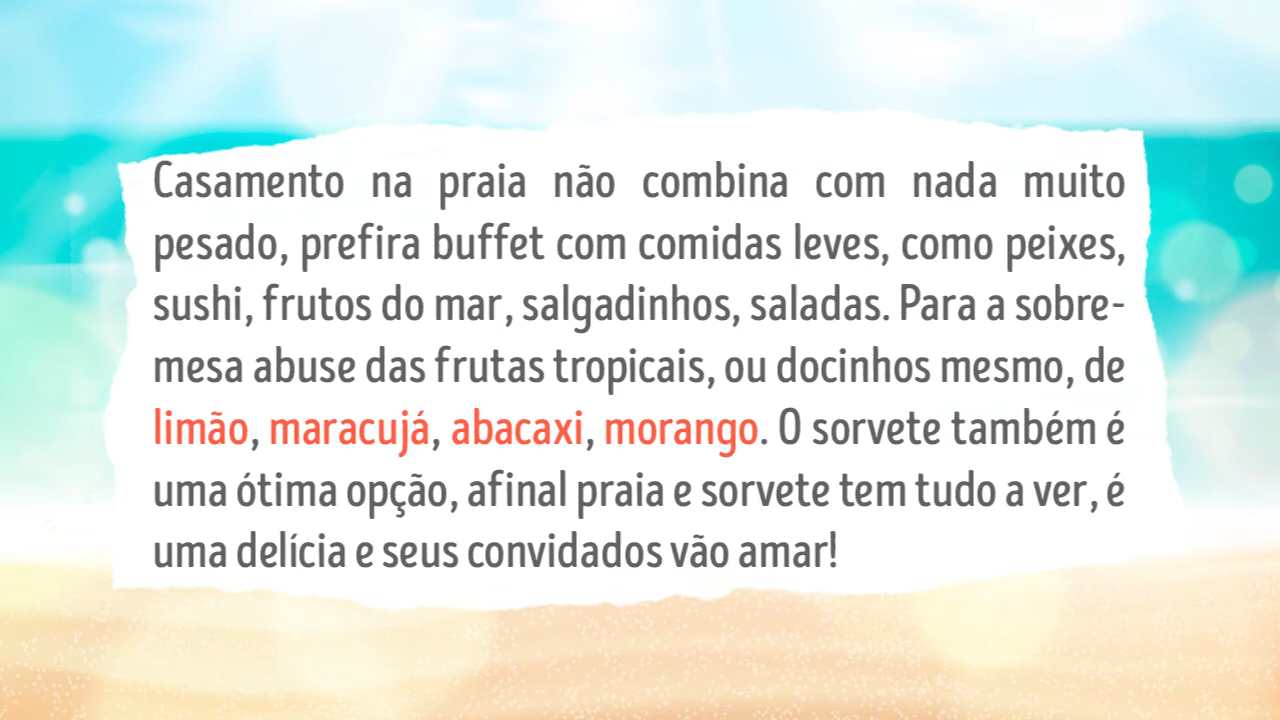 Casamento na praia não combina com nada muito
pesado, prefira buffet com comidas leves, como peixes,
sushi, frutos do mar, salgadinhos, saladas. Para a sobre-
mesa abuse das frutas tropicais, ou docinhos mesmo, de
limão, maracujá, abacaxi, morango. O sorvete também é
uma ótima opção, afinal praia e sorvete tem tudo a ver, é
uma delícia e seus convidados vão amar!